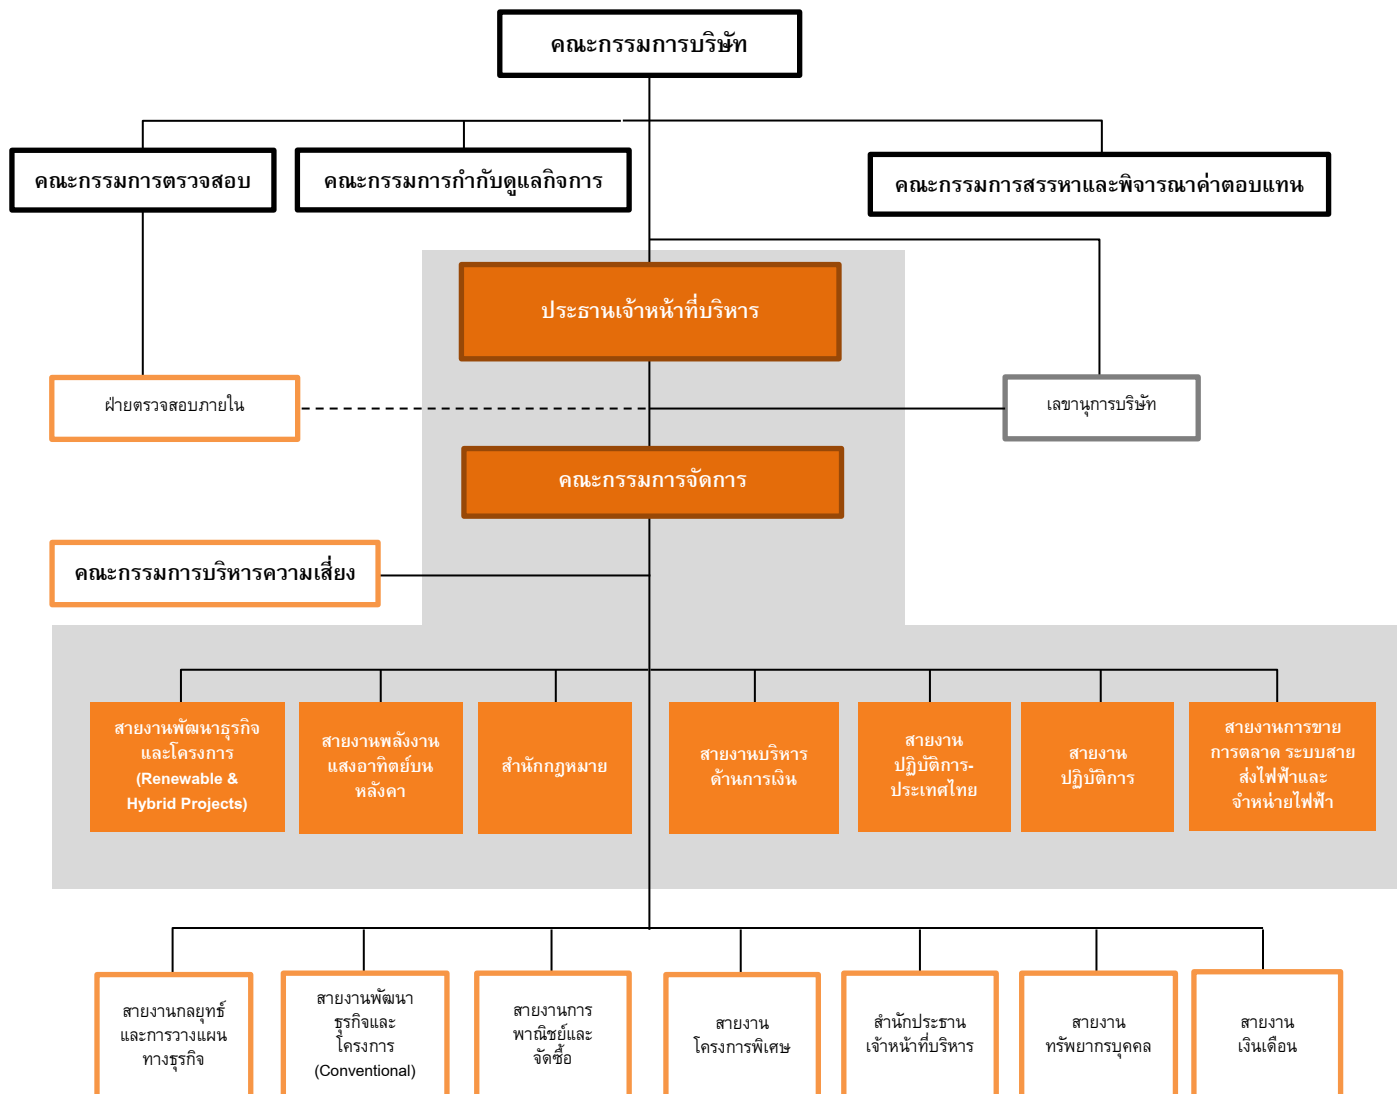 คณะกรรมการบริษัท
คณะกรรมการตรวจสอบ
คณะกรรมการกำกับดูแลกิจการ
คณะกรรมการสรรหาและพิจารณาค่าตอบแทน
ประธานเจ้าหน้าที่บริหาร
ฝ่ายตรวจสอบภายใน
เลขานุการบริษัท
คณะกรรมการจัดการ
คณะกรรมการบริหารความเสี่ยง
สายงานพัฒนาธุรกิจ
และโครงการ
(Renewable &
Hybrid Projects)
สายงานพลังงาน
แสงอาทิตย์บน
หลังคา
สำนักกฎหมาย
สายงานบริหาร
ด้านการเงิน
สายงาน
ปฏิบัติการ-
ประเทศไทย
สายงาน
ปฏิบัติการ
สายงานการขาย
การตลาด ระบบสาย
ส่งไฟฟ้าและ
จำหน่ายไฟฟ้า
สายงานกลยุทธ์
และการวางแผน
ทางธุรกิจ
สายงานพัฒนา
ธุรกิจและ
โครงการ
(Conventional)
สายงานการ
พาณิชย์และ
จัดซื้อ
สายงาน
โครงการพิเศษ
สำนักประธาน
เจ้าหน้าที่บริหาร
สายงาน
ทรัพยากรบุคคล
สายงาน
เงินเดือน